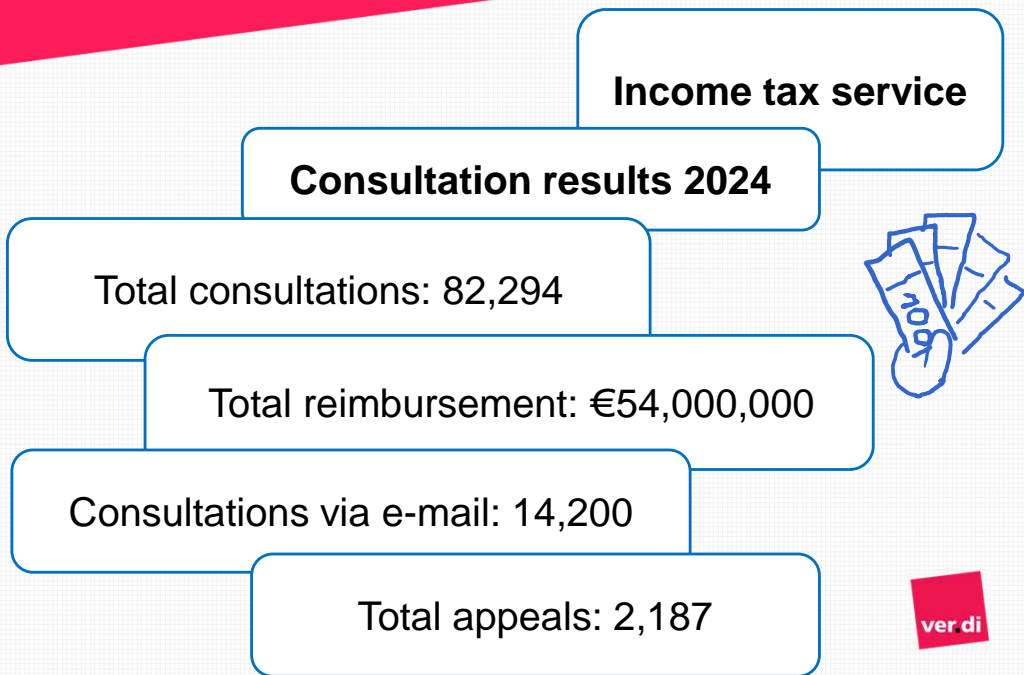 Income tax service
Consultation results 2024
Total consultations: 82,294
Total reimbursement: €54,000,000
Consultations via e-mail: 14,200
Total appeals: 2,187
100
ver.di